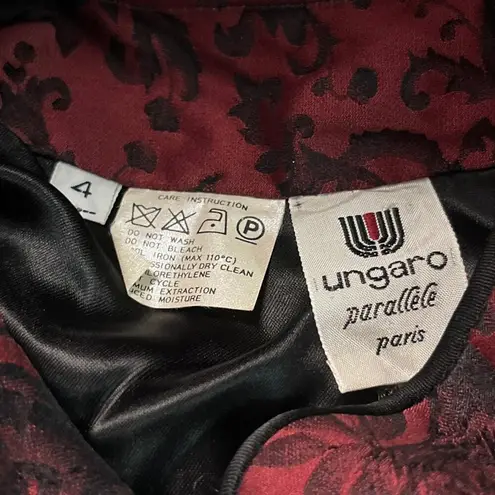 4
CARE INSTRUCTION
P
DO NOT WASH
DO NOT BLEACH
IRON (MAX 110°C)
DRY CLEAN
CYCLE
EXTRACTION
MOISTURE
ungaro
parallèle
paris